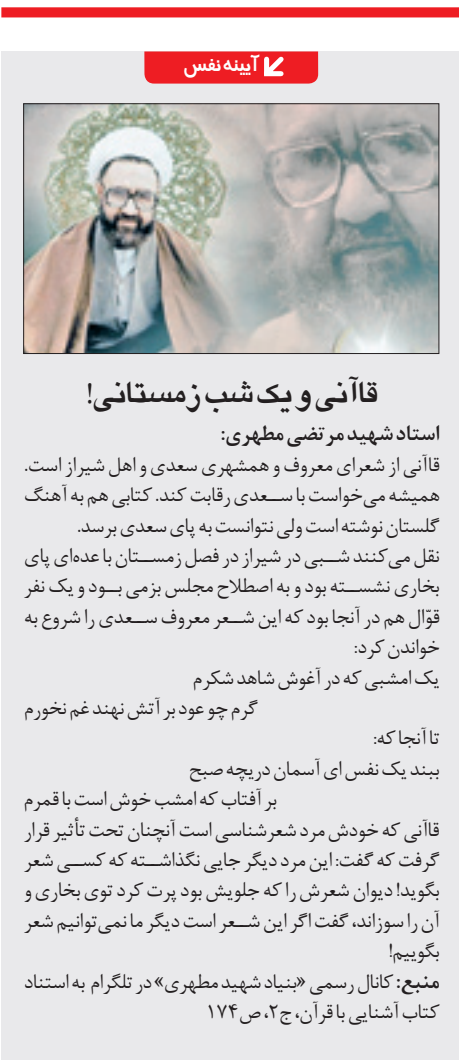 آیینه نفس
قاآنی و یک شب زمستانی!
استاد شهید مرتضی مطهری:
قاآنی از شعرای معروف و همشهری سعدی و اهل شیراز است.
همیشه می‌خواست با سعدی رقابت کند. کتابی هم به آهنگ
گلستان نوشته است ولی نتوانست به پای سعدی برسد.
نقل می‌کنند شبی در شیراز در فصل زمستان با عده‌ای پای
بخاری نشسته بود و به اصطلاح مجلس بزمی بود و یک نفر
قوّال هم در آنجا بود که این شعر معروف سعدی را شروع به
خواندن کرد:
یک امشبی که در آغوش شاهد شکرم
گرم چو عود بر آتش نهند غم نخورم
تا آنجا که:
ببند یک نفس ای آسمان دریچه صبح
بر آفتاب که امشب خوش است با قمرم
قاآنی که خودش مرد شعرشناسی است آنچنان تحت تأثیر قرار
گرفت که گفت: این مرد دیگر جایی نگذاشته که کسی شعر
بگوید! دیوان شعرش را که جلویش بود پرت کرد توی بخاری و
آن را سوزاند، گفت اگر این شعر است دیگر ما نمی‌توانیم شعر
بگوییم!
منبع: کانال رسمی «بنیاد شهید مطهری» در تلگرام به استناد
کتاب آشنایی با قرآن، ج۲، ص۱۷۴